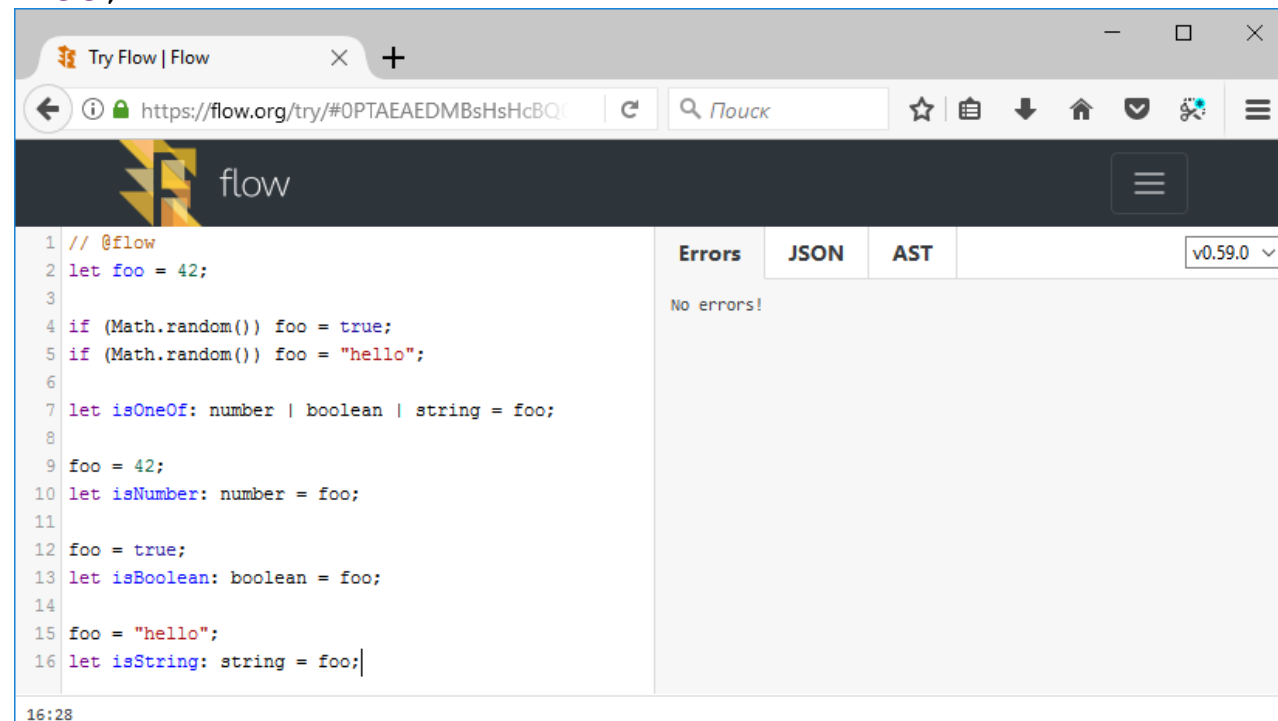 Try Flow | Flow
https://flow.org/try/#0PTAEAEDMBsHsHcBQ
Поиск
flow
1 // @flow
2 let foo = 42;
3
4 if (Math.random()) foo = true;
5 if (Math.random()) foo = "hello";
6
7 let isOneOf: number | boolean | string = foo;
8
9 foo = 42;
10 let isNumber: number = foo;
11
12 foo = true;
13 let isBoolean: boolean = foo;
14
15 foo = "hello";
16 let isString: string = foo;
Errors JSON AST v0.59.0
No errors!
16:28